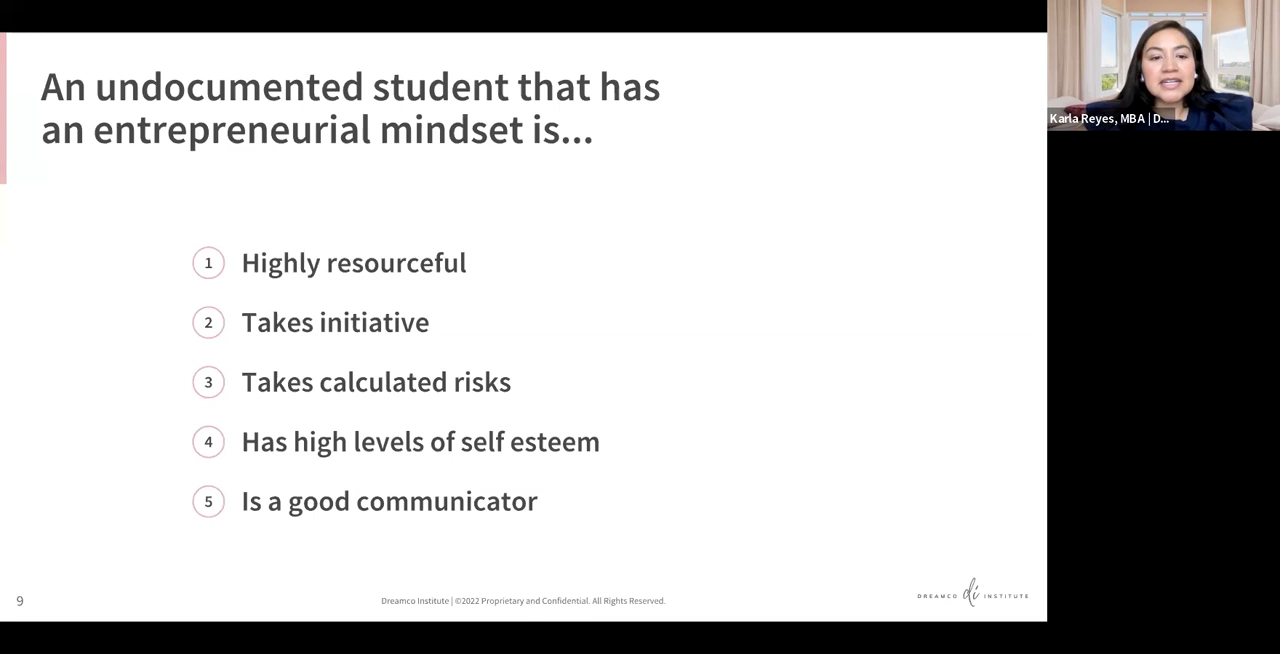 An undocumented student that has
an entrepreneurial mindset is...
1 Highly resourceful
2 Takes initiative
3 Takes calculated risks
4 Has high levels of self esteem
5 Is a good communicator
9
Dreamco Institute | ©2022 Proprietary and Confidential. All Rights Reserved.
DREAMCO di INSTITUTE
Karla Reyes, MBA | D...